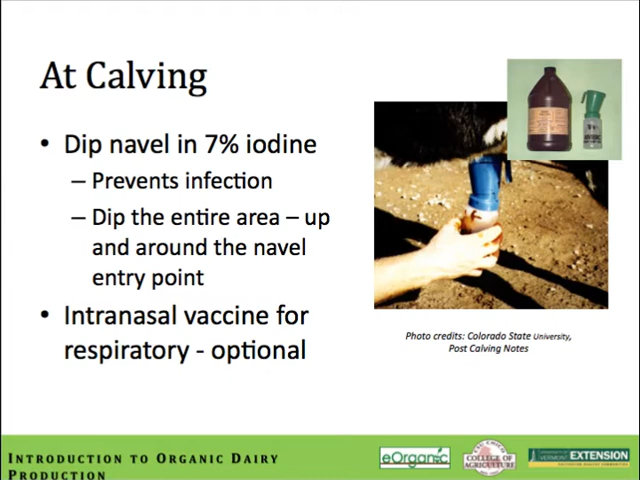 At Calving
• Dip navel in 7% iodine
– Prevents infection
– Dip the entire area – up
and around the navel
entry point
• Intranasal vaccine for
respiratory - optional
Photo credits: Colorado State University,
Post Calving Notes
INTRODUCTION TO ORGANIC DAIRY
PRODUCTION
eOrganic
COLLEGE OF
AGRICULTURE
VERMONT EXTENSION